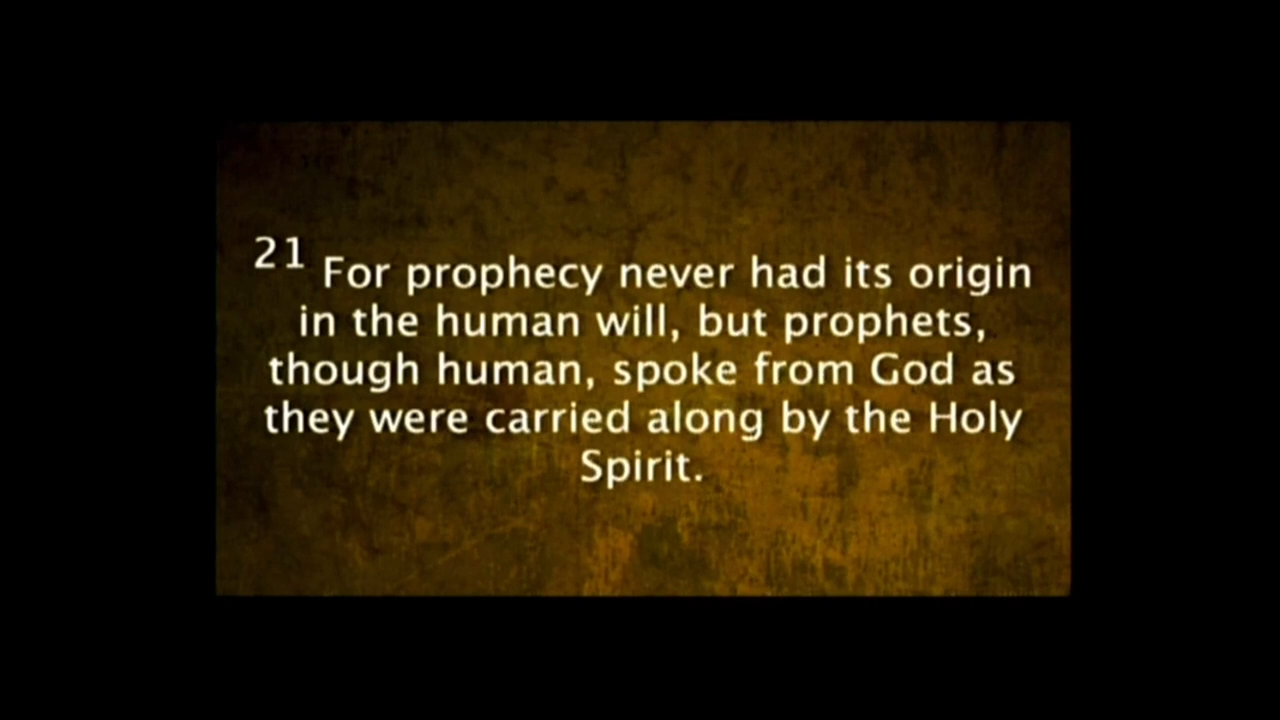 21 For prophecy never had its origin
in the human will, but prophets,
though human, spoke from God as
they were carried along by the Holy
Spirit.